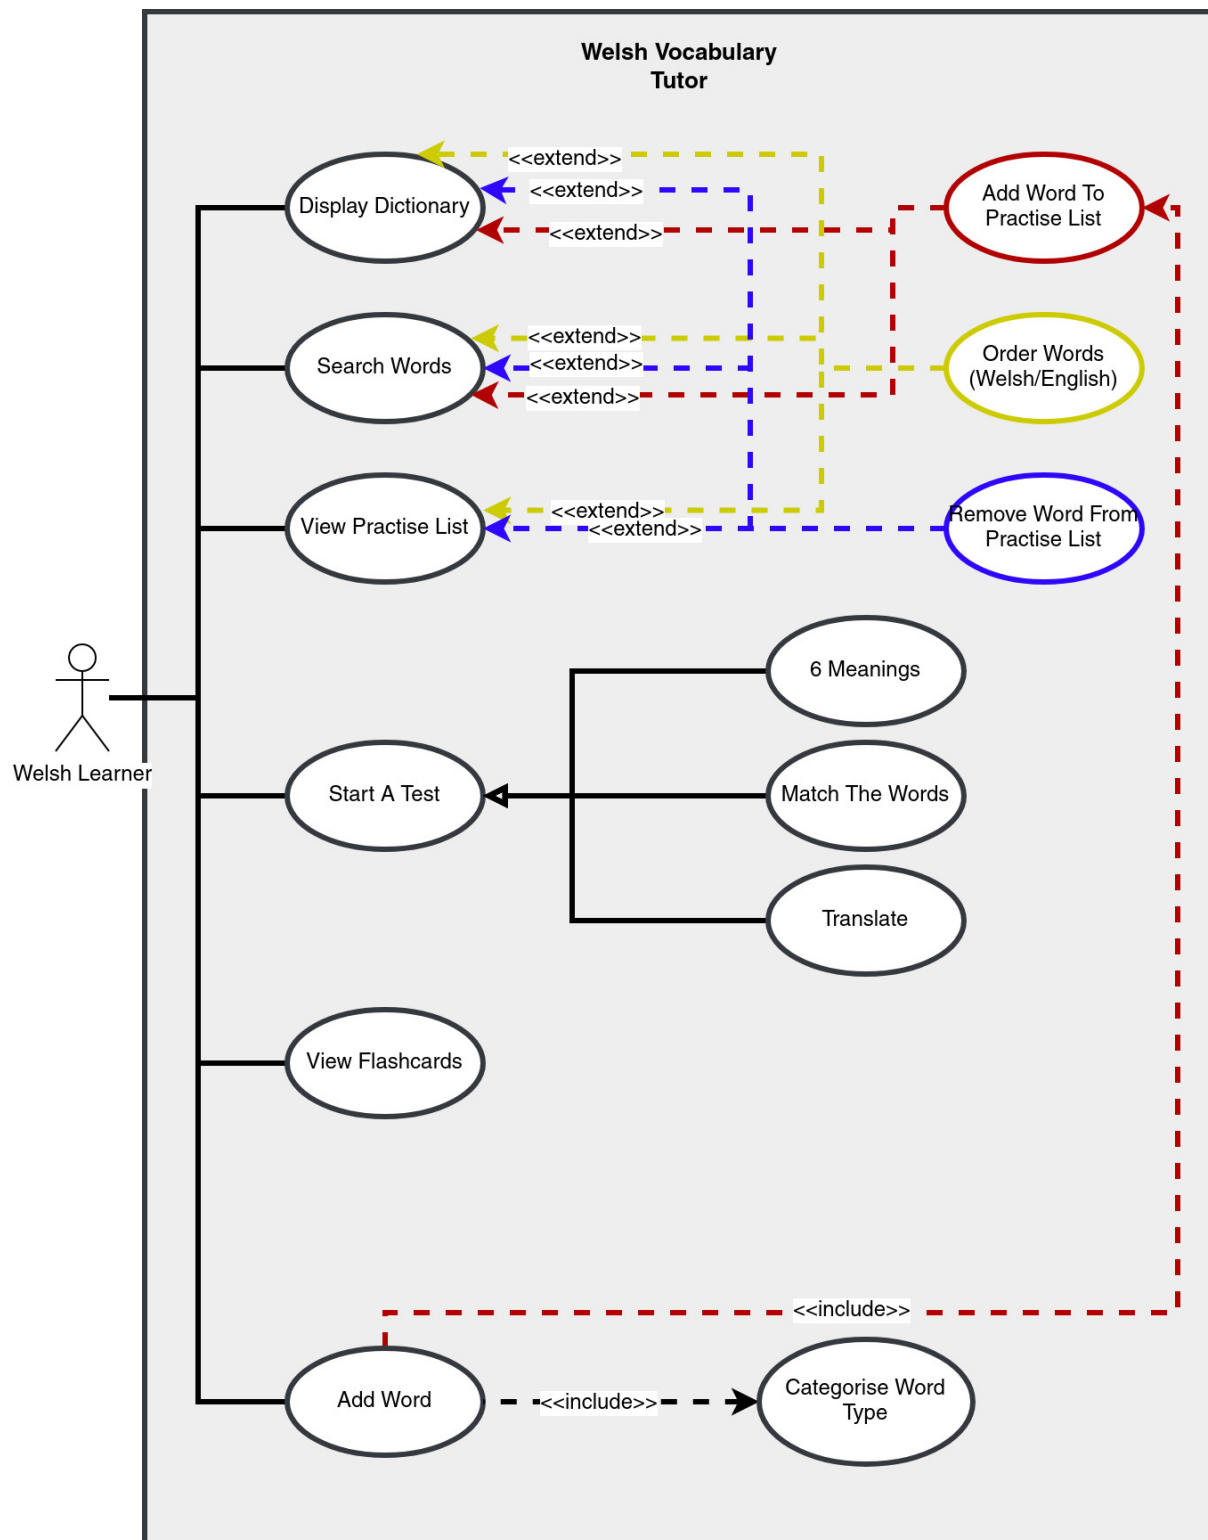 Welsh Vocabulary
Tutor
<<extend>>
<<extend>>
<<extend>>
Display Dictionary
Add Word To
Practise List
<<extend>>
<<extend>>
<<extend>>
Search Words
Order Words
(Welsh/English)
<<extend>>
<<extend>>
View Practise List
Remove Word From
Practise List
6 Meanings
Welsh Learner
Start A Test
Match The Words
Translate
View Flashcards
<<include>>
Add Word
<<include>>
Categorise Word
Type